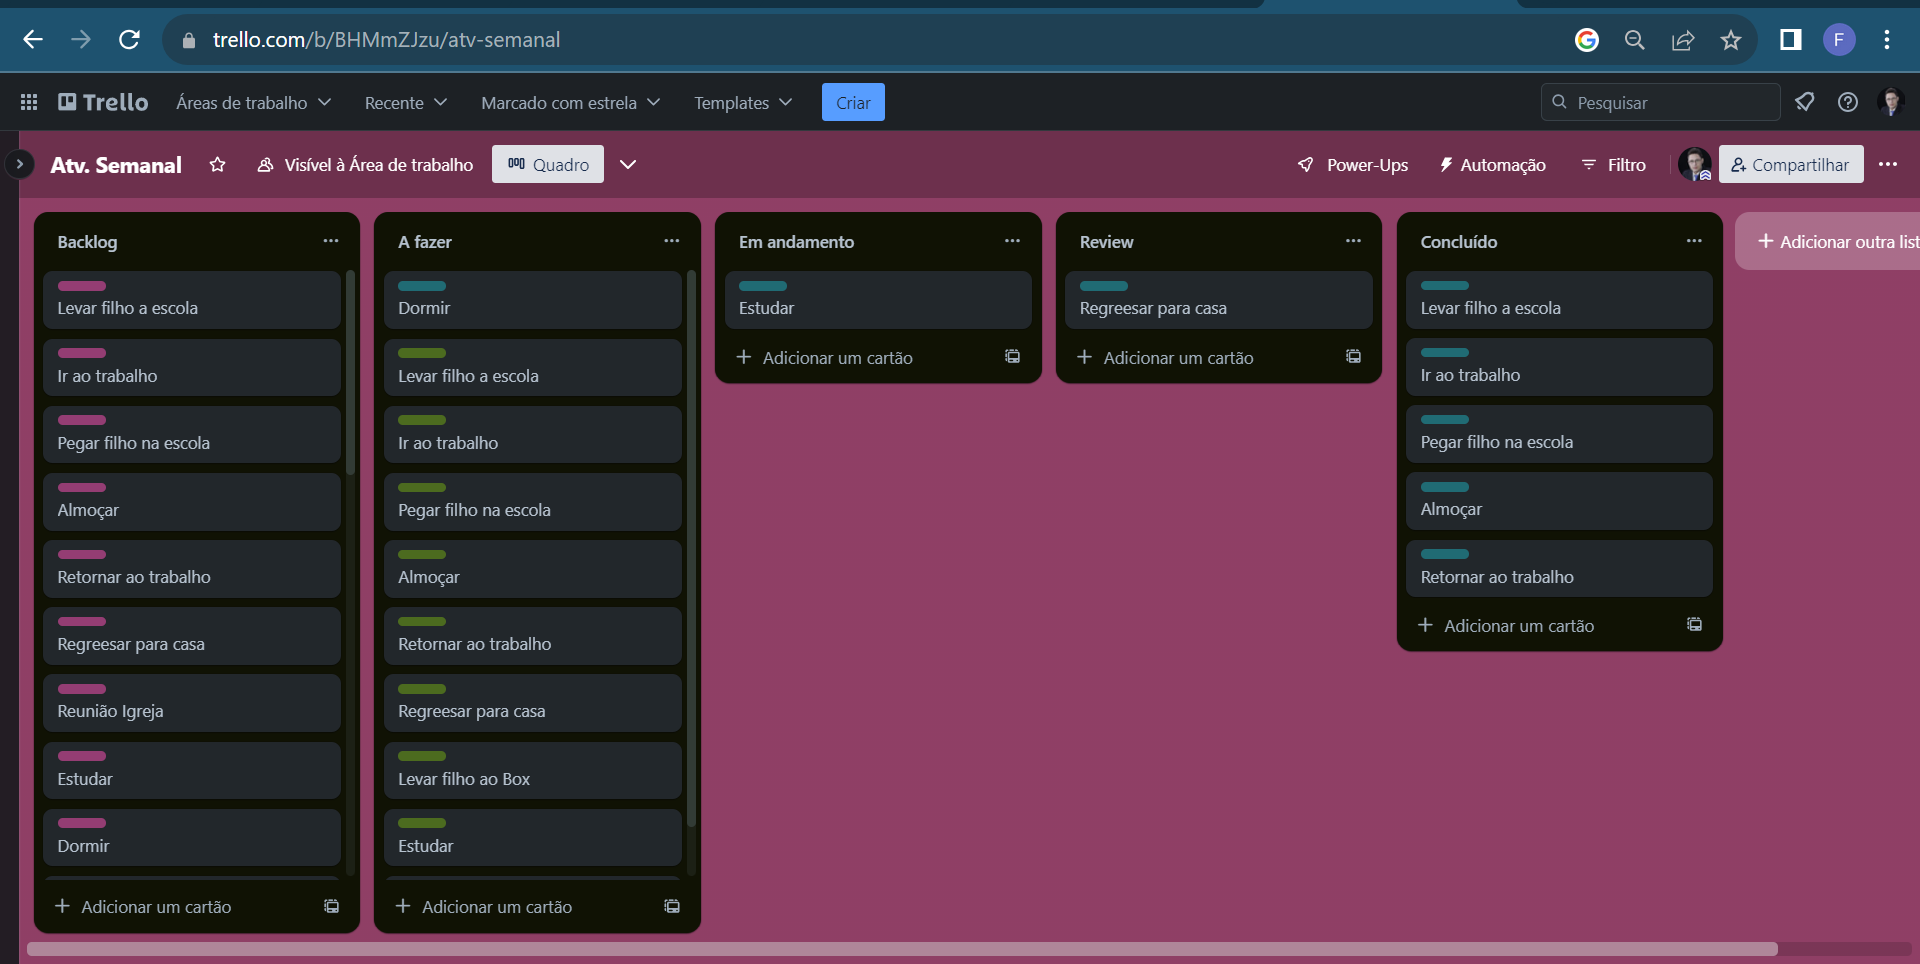 trello.com/b/BHMmZJzu/atv-semanal
F
Trello
Áreas de trabalho
Recente
Marcado com estrela
Templates
Criar
Pesquisar
Atv. Semanal
Visível à Área de trabalho
Quadro
Power-Ups
Automação
Filtro
Compartilhar
Backlog
Levar filho a escola
Ir ao trabalho
Pegar filho na escola
Almoçar
Retornar ao trabalho
Regreesar para casa
Reunião Igreja
Estudar
Dormir
Adicionar um cartão
A fazer
Dormir
Levar filho a escola
Ir ao trabalho
Pegar filho na escola
Almoçar
Retornar ao trabalho
Regreesar para casa
Levar filho ao Box
Estudar
Adicionar um cartão
Em andamento
Estudar
Adicionar um cartão
Review
Regreesar para casa
Adicionar um cartão
Concluído
Levar filho a escola
Ir ao trabalho
Pegar filho na escola
Almoçar
Retornar ao trabalho
Adicionar um cartão
Adicionar outra list